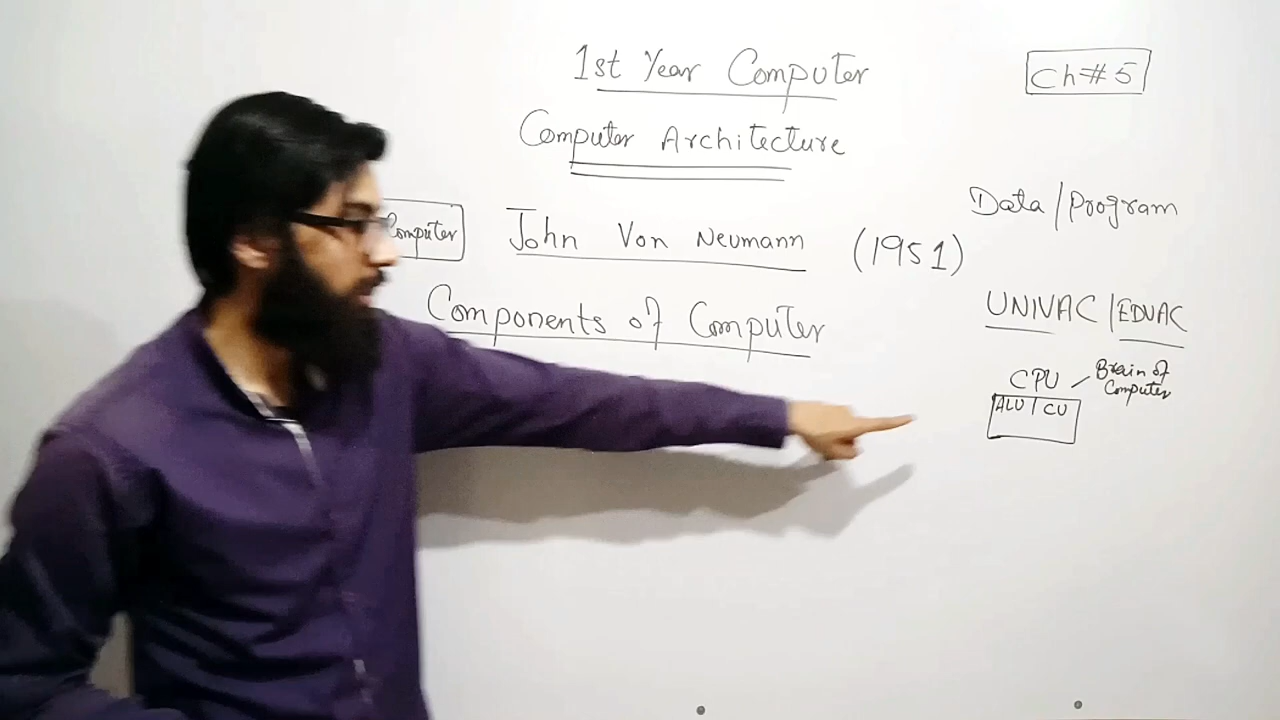 1st Year Computer
Ch # 5
Computer Architecture
Data / Program
Computer
John Von Neumann (1951)
Components of Computer
UNIVAC / EDVAC
CPU
Brain of
Computer
ALU | CU